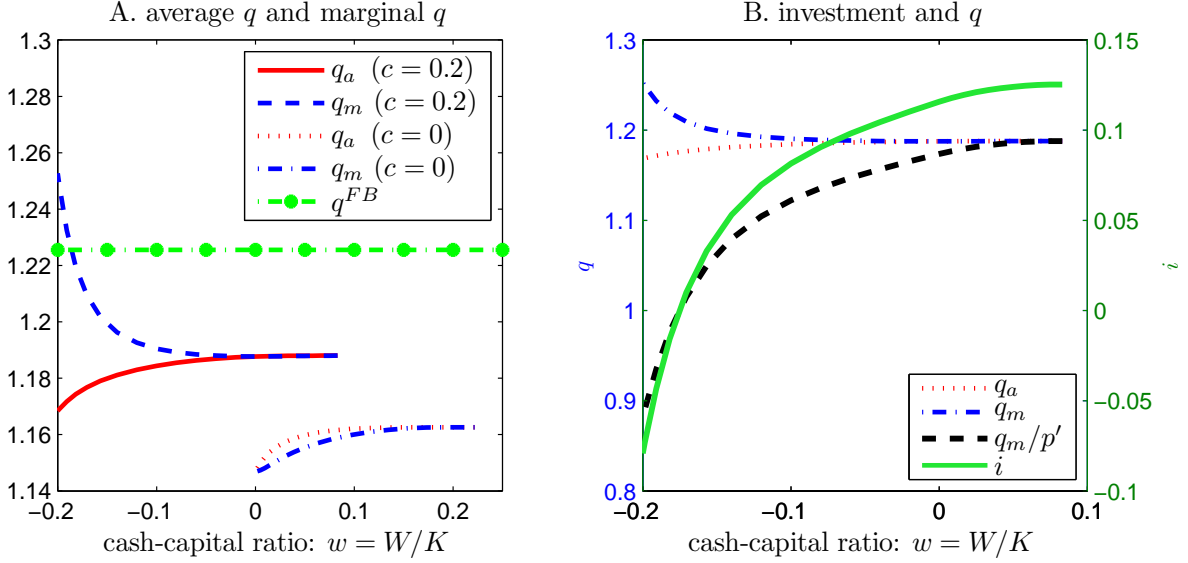 A. average q and marginal q
1.3
1.28
1.26
1.24
1.22
1.2
1.18
1.16
1.14
−0.2
−0.1
0
0.1
0.2
cash-capital ratio: w = W/K
q_a (c = 0.2)
q_m (c = 0.2)
q_a (c = 0)
q_m (c = 0)
q^{FB}
B. investment and q
1.3
1.2
1.1
1
0.9
0.8
q
−0.2
−0.1
0
0.1
cash-capital ratio: w = W/K
0.15
0.1
0.05
0
−0.05
−0.1
i
q_a
q_m
q_m/p′
i